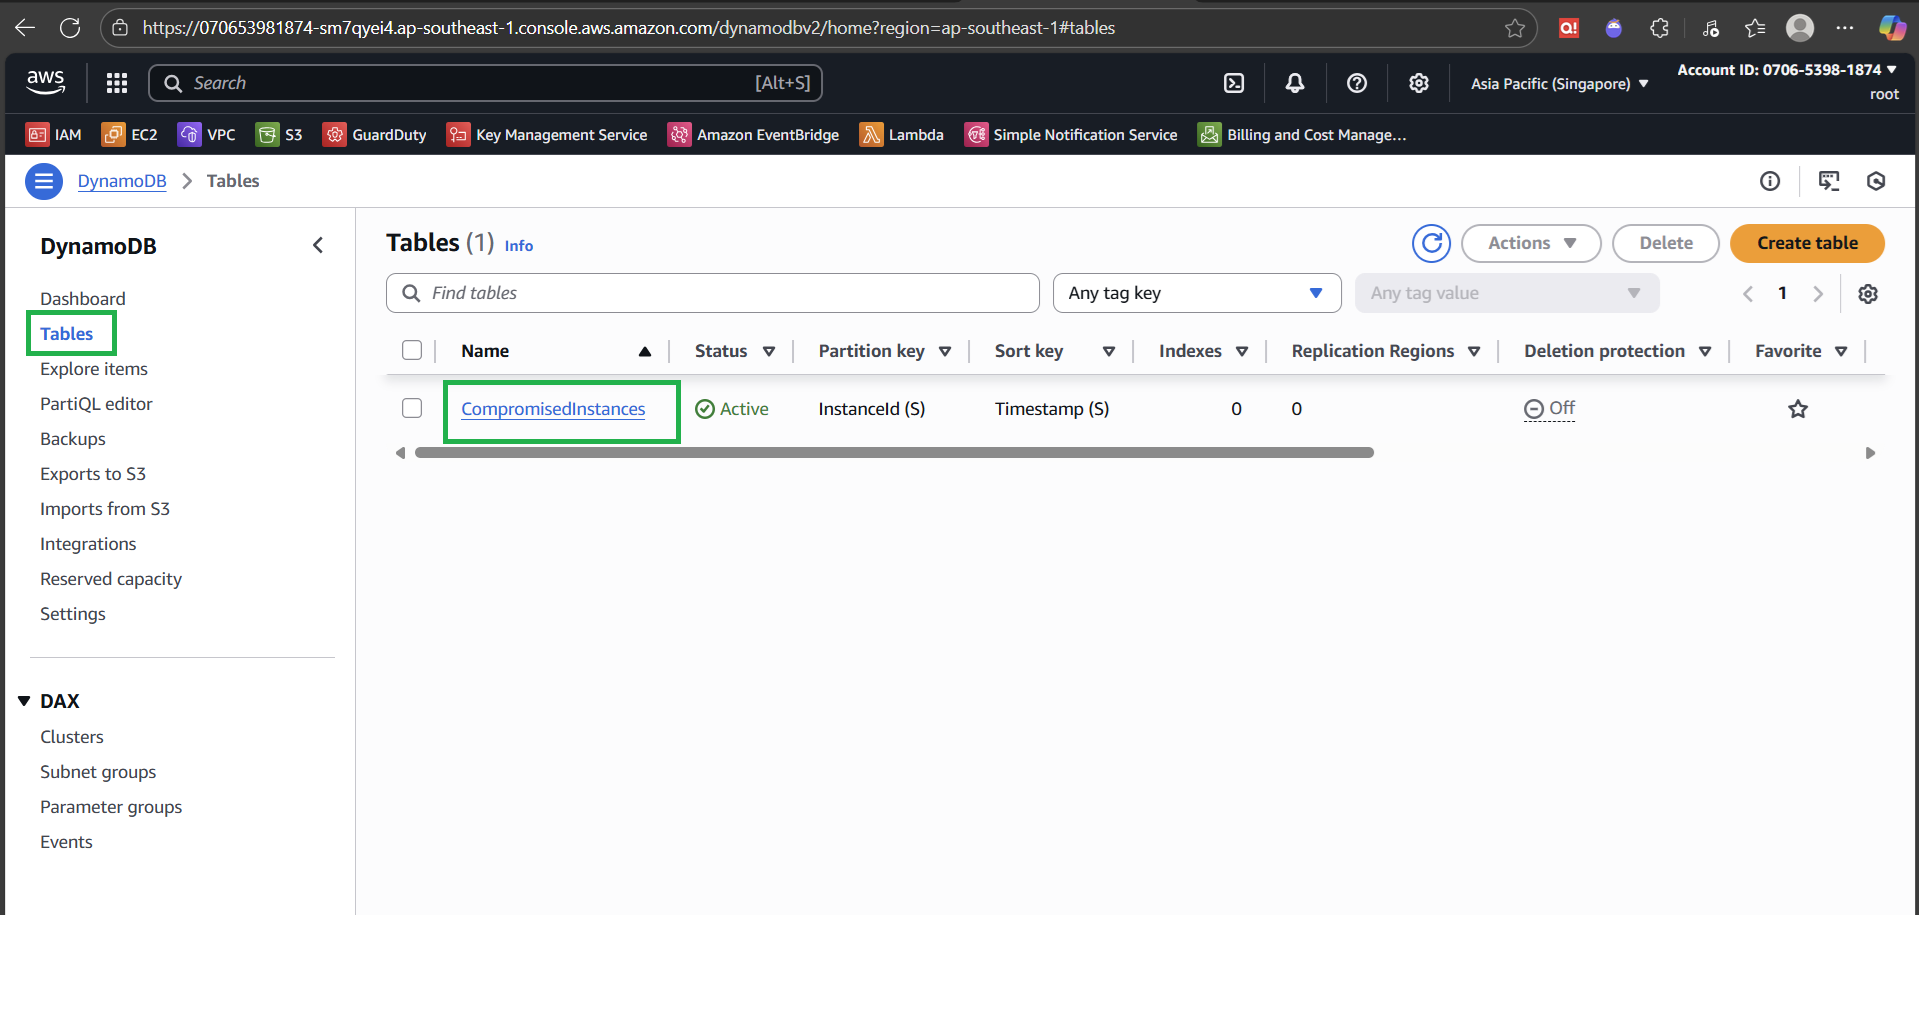 https://070653981874-sm7qyei4.ap-southeast-1.console.aws.amazon.com/dynamodbv2/home?region=ap-southeast-1#tables
aws
Search
[Alt+S]
Asia Pacific (Singapore)
Account ID: 0706-5398-1874
root
IAM
EC2
VPC
S3
GuardDuty
Key Management Service
Amazon EventBridge
Lambda
Simple Notification Service
Billing and Cost Manage...
DynamoDB > Tables
DynamoDB
Dashboard
Tables
Explore items
PartiQL editor
Backups
Exports to S3
Imports from S3
Integrations
Reserved capacity
Settings
DAX
Clusters
Subnet groups
Parameter groups
Events
Tables (1) Info
Actions
Delete
Create table
Find tables
Any tag key
Any tag value
1
Name Status Partition key Sort key Indexes Replication Regions Deletion protection Favorite
CompromisedInstances Active InstanceId (S) Timestamp (S) 0 0 Off